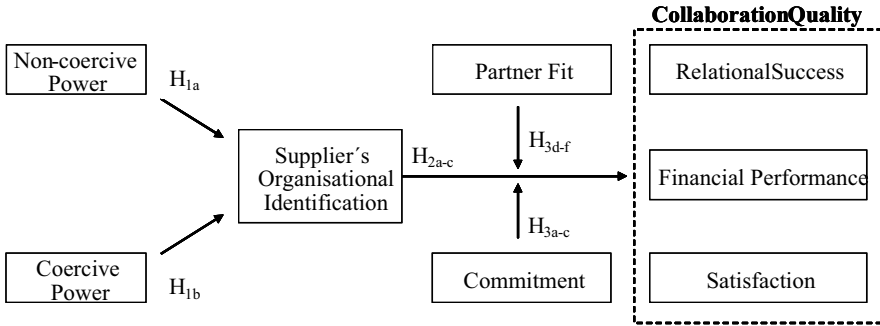 CollaborationQuality
Non-coercive
Power
H1a
Partner Fit
RelationalSuccess
Supplier´s
Organisational
Identification
H2a-c
H3d-f
Financial Performance
H3a-c
Coercive
Power
H1b
Commitment
Satisfaction